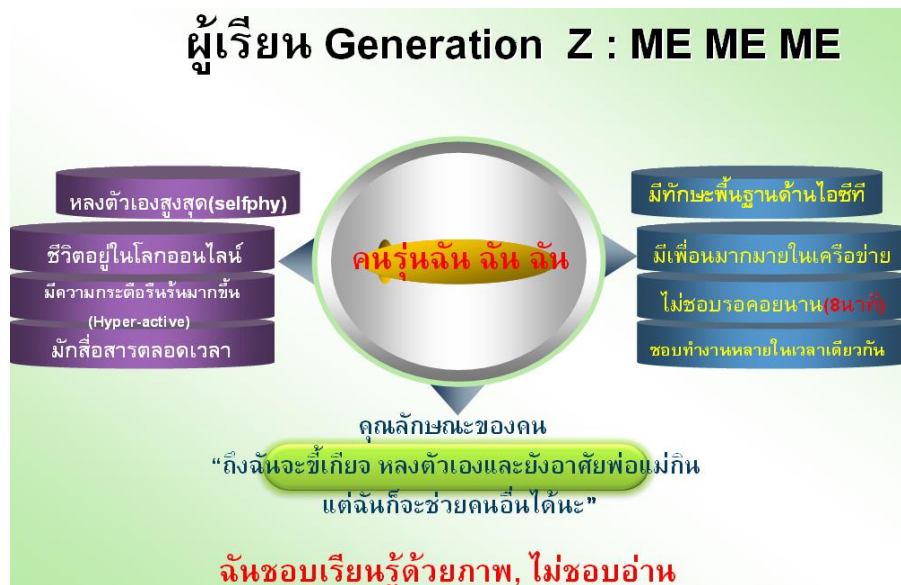 ผู้เรียน Generation Z : ME ME ME
หลงตัวเองสูงสุด(selfphy)
ชีวิตอยู่ในโลกออนไลน์
มีความกระตือรือร้นมากขึ้น
(Hyper-active)
มักสื่อสารตลอดเวลา
คนรุ่นฉัน ฉัน ฉัน
มีทักษะพื้นฐานด้านไอซีที
มีเพื่อนมากมายในเครือข่าย
ไม่ชอบรอคอยนาน(8นาที)
ชอบทำงานหลายในเวลาเดียวกัน
คุณลักษณะของคน
“ถึงฉันจะขี้เกียจ หลงตัวเองและยังอาศัยพ่อแม่กิน
แต่ฉันก็จะช่วยคนอื่นได้นะ”
ฉันชอบเรียนรู้ด้วยภาพ, ไม่ชอบอ่าน